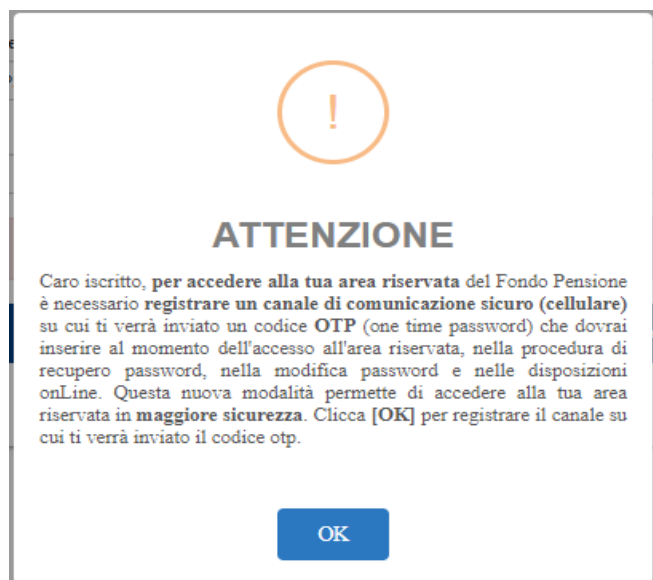 !
ATTENZIONE
Caro iscritto, per accedere alla tua area riservata del Fondo Pensione
è necessario registrare un canale di comunicazione sicuro (cellulare)
su cui ti verrà inviato un codice OTP (one time password) che dovrai
inserire al momento dell'accesso all'area riservata, nella procedura di
recupero password, nella modifica password e nelle disposizioni
onLine. Questa nuova modalità permette di accedere alla tua area
riservata in maggiore sicurezza. Clicca [OK] per registrare il canale su
cui ti verrà inviato il codice otp.
OK